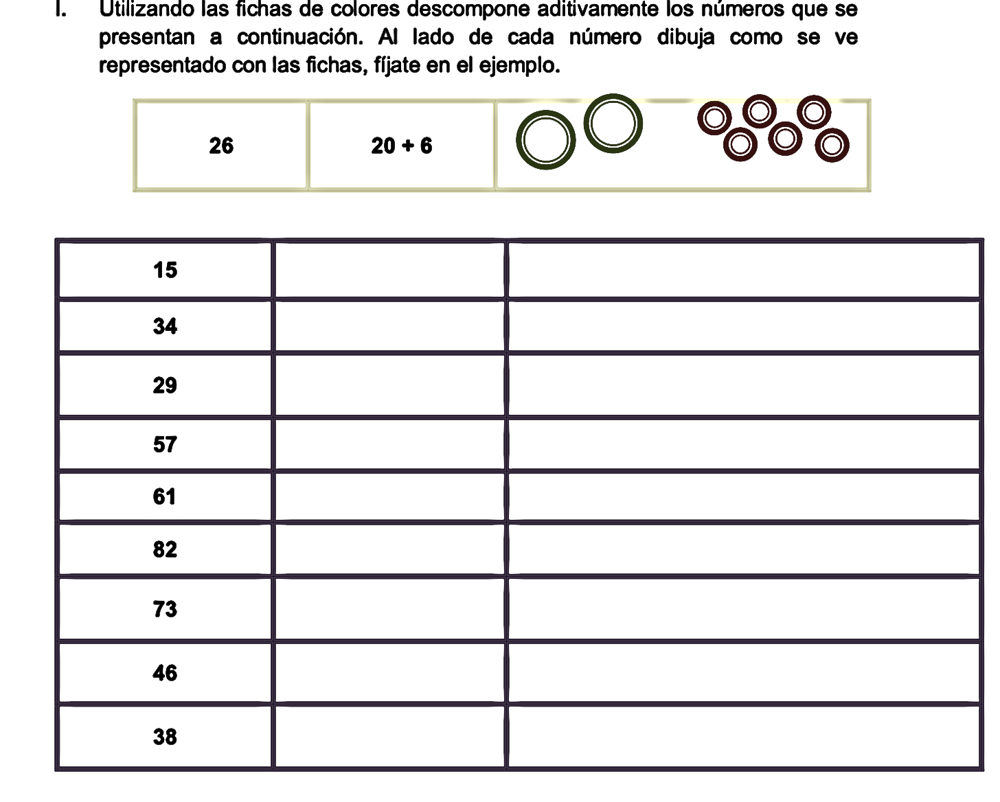 I. Utilizando las fichas de colores descompone aditivamente los números que se
presentan a continuación. Al lado de cada número dibuja como se ve
representado con las fichas, fíjate en el ejemplo.
26 20 + 6
15
34
29
57
61
82
73
46
38